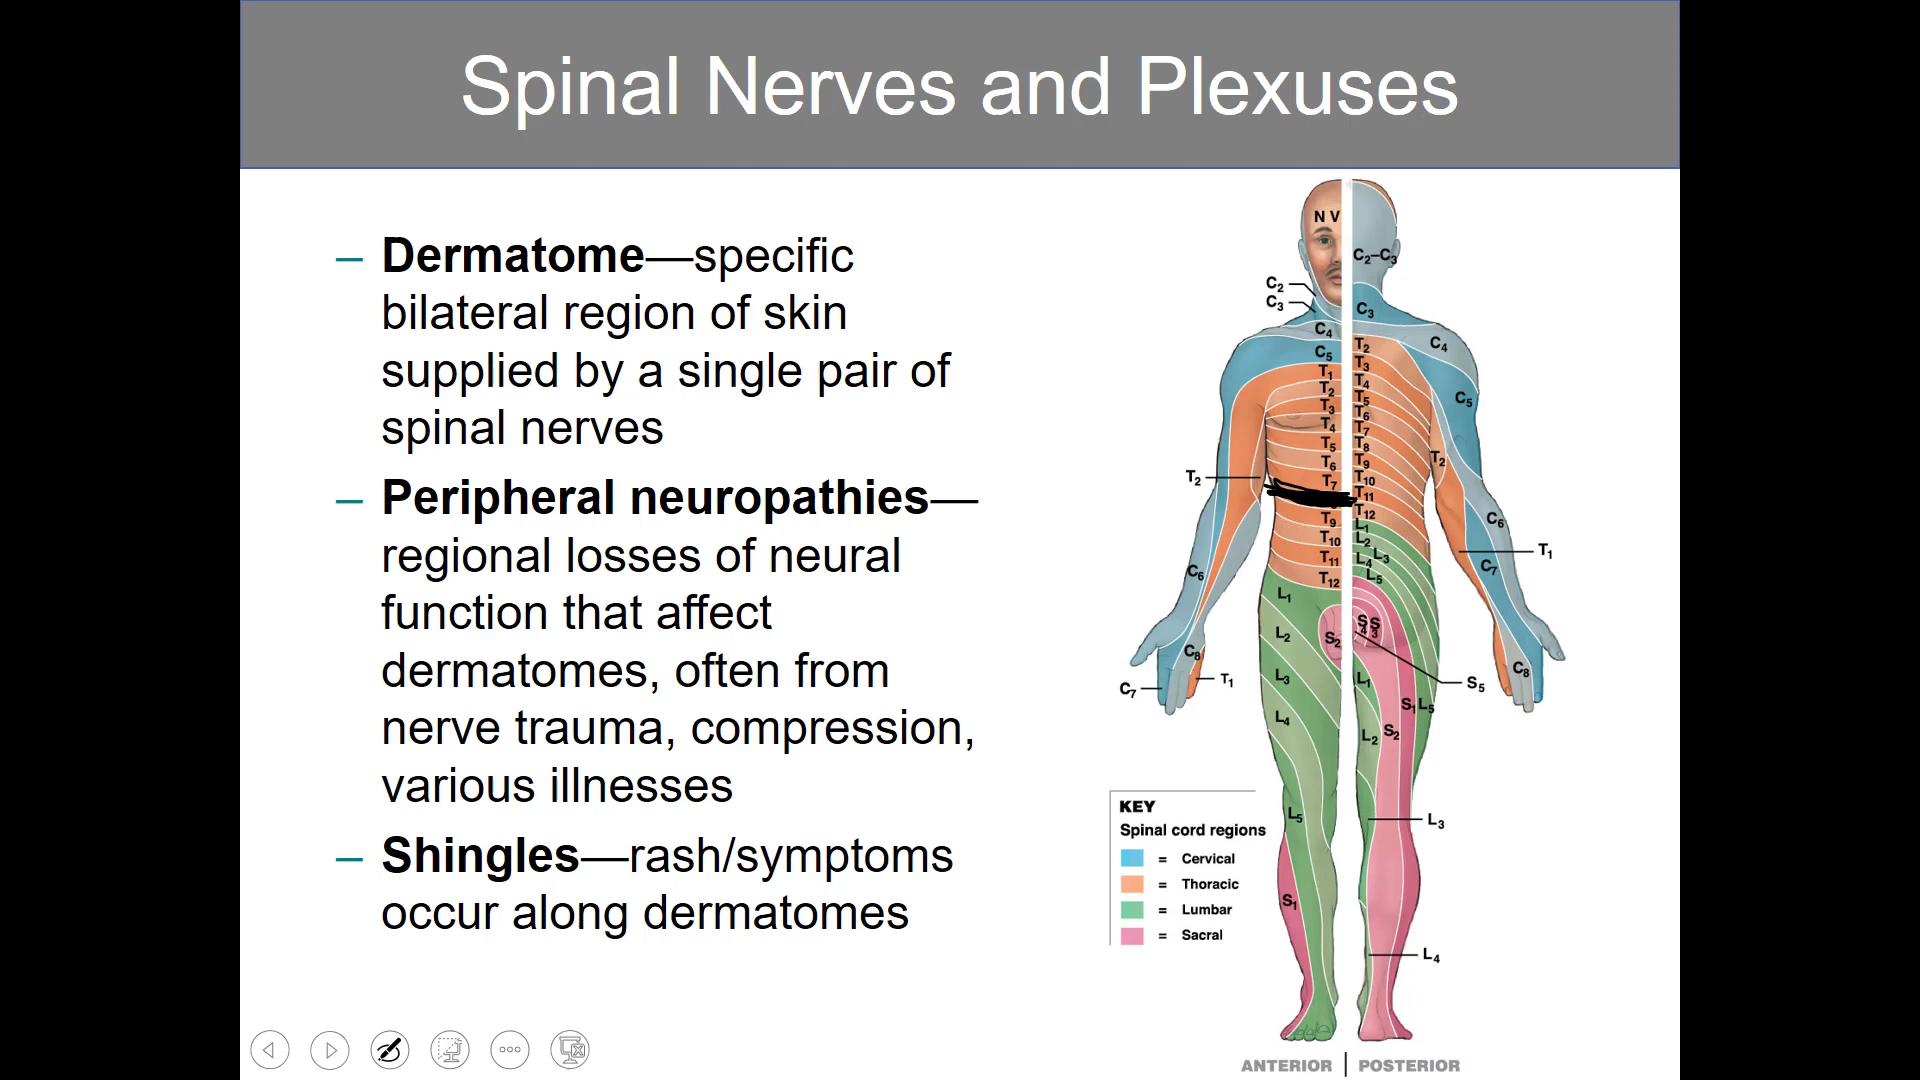 Spinal Nerves and Plexuses
– Dermatome—specific
bilateral region of skin
supplied by a single pair of
spinal nerves
– Peripheral neuropathies—
regional losses of neural
function that affect
dermatomes, often from
nerve trauma, compression,
various illnesses
– Shingles—rash/symptoms
occur along dermatomes
N V
C₂–C₃
C₂
C₃
C₃
C₄
C₄
C₅
C₅
T₁
T₂
T₃
T₄
T₅
T₆
T₇
T₉
T₁₀
T₁₁
T₁₂
T₂
T₃
T₄
T₅
T₆
T₇
T₈
T₉
T₁₀
T₁₁
T₁₂
L₁
L₂
L₃
L₄
L₅
T₂
T₂
C₆
C₆
T₁
C₇
C₈
C₈
C₇
T₁
L₁
L₂
L₃
L₄
L₅
S₁
S₂
S₄
S₃
S₅
L₁
L₂
S₂
S₁
L₅
L₃
L₄
KEY
Spinal cord regions
= Cervical
= Thoracic
= Lumbar
= Sacral
ANTERIOR | POSTERIOR